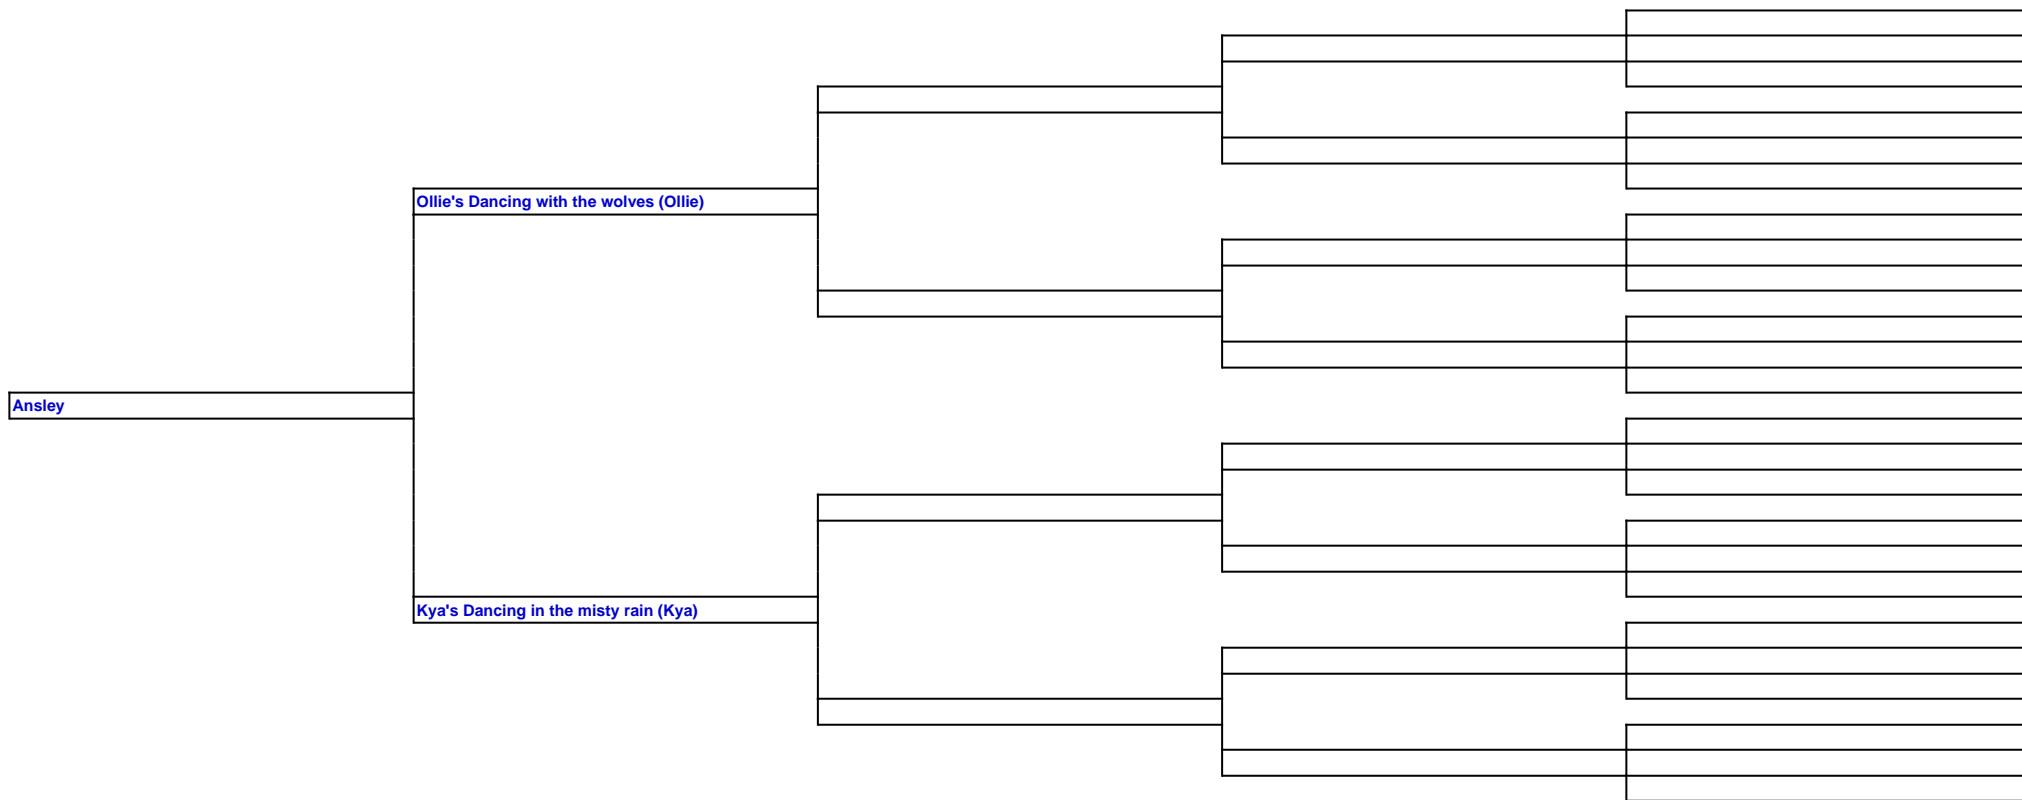 Ollie's Dancing with the wolves (Ollie)
Ansley
Kya's Dancing in the misty rain (Kya)